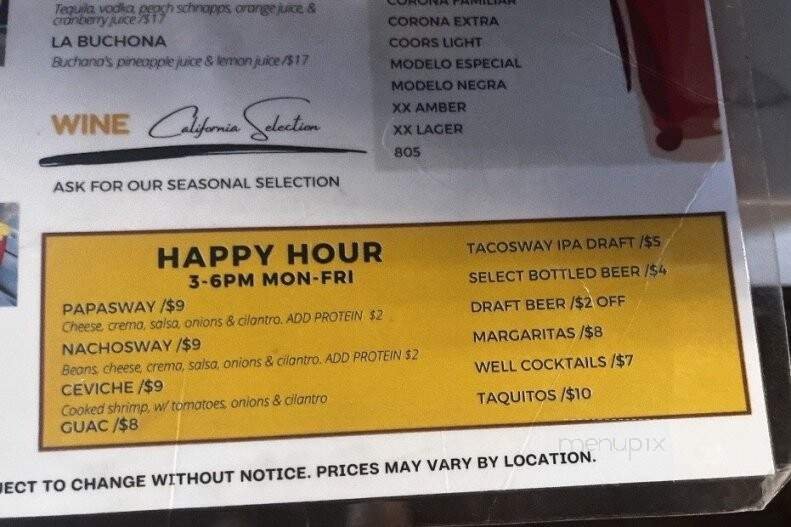 Tequila, vodka, peach schnapps, orange juice, &
cranberry juice /$17
LA BUCHONA
Buchana's pineapple juice & lemon juice /$17
WINE California Selection
ASK FOR OUR SEASONAL SELECTION
CORONA FAMILIAR
CORONA EXTRA
COORS LIGHT
MODELO ESPECIAL
MODELO NEGRA
XX AMBER
XX LAGER
805
HAPPY HOUR
3-6PM MON-FRI
PAPASWAY /$9
Cheese, crema, salsa, onions & cilantro. ADD PROTEIN $2
NACHOSWAY /$9
Beans, cheese, crema, salsa, onions & cilantro. ADD PROTEIN $2
CEVICHE /$9
Cooked shrimp, w/ tomatoes, onions & cilantro
GUAC /$8
TACOSWAY IPA DRAFT /$5
SELECT BOTTLED BEER /$4
DRAFT BEER /$2 OFF
MARGARITAS /$8
WELL COCKTAILS /$7
TAQUITOS /$10
menupix
JECT TO CHANGE WITHOUT NOTICE. PRICES MAY VARY BY LOCATION.